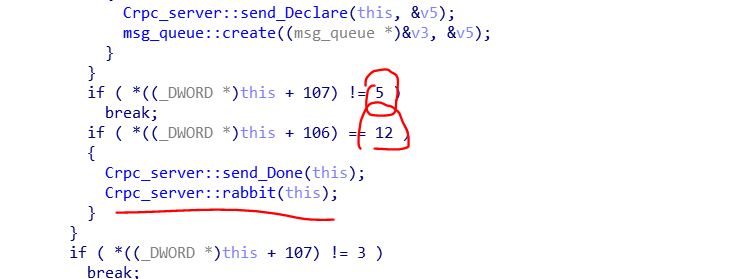 Crpc_server::send_Declare(this, &v5);
msg_queue::create((msg_queue *)&v3, &v5);
}
}
if ( *((_DWORD *)this + 107) != 5 )
break;
if ( *((_DWORD *)this + 106) == 12 )
{
Crpc_server::send_Done(this);
Crpc_server::rabbit(this);
}
}
if ( *((_DWORD *)this + 107) != 3 )
break;